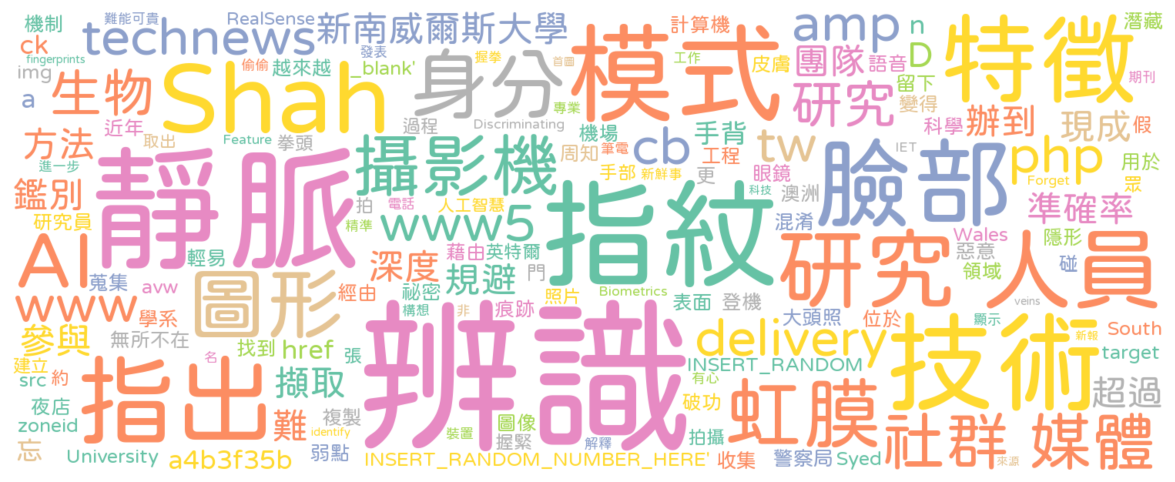 機制
難能可貴
RealSense
新南威爾斯大學
amp
n
計算機
特徵
潛藏
ck
fingerprints
technews
發表
握拳
首圖
模式
工作
皮膚
團隊
語音
D
期刊
img
偷偷
越來越
_blank'
身分
專業
研究
留下
變得
a
生物
Shah
近年
取出
Feature
拳頭
過程
Discriminating
機場
筆電
手背
科學
辦到
現成
假
方法
進一步
靜脈
攝影機
cb
周知
工程
tw
IET
php
用於
眾
鑑別
手部
新鮮事
更
眼鏡
科技
澳洲
臉部
Forget
研究員
拍
電話
人工智慧
精準
www5
指紋
混淆
準確率
AI
蒐集
輕易
avw
藉由
英特爾
研究人員
Wales
惡意
隱形
領域
碰
www
圖形
經由
深度
祕密
規避
門
照片
Biometrics
表面
登機
veins
學系
構想
非
痕跡
大頭照
位於
顯示
South
參與
無所不在
找到
href
辨識
delivery
技術
新報
target
建立
名
張
src
約
指出
擷取
INSERT_RANDOM
有心
超過
夜店
zoneid
難
複製
identify
圖像
破功
虹膜
社群媒體
忘
University
a4b3f35b
弱點
裝置
握緊
解釋
拍攝
INSERT_RANDOM_NUMBER_HERE'
收集
警察局
Syed
來源